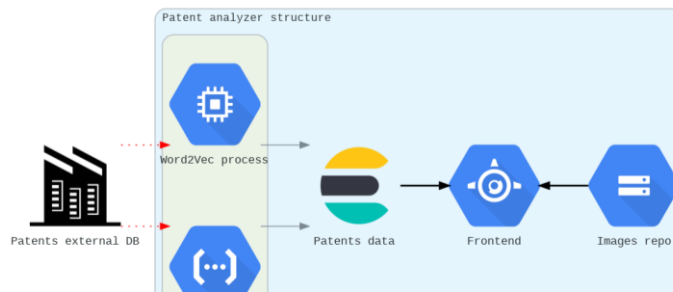 Patent analyzer structure
Word2Vec process
Patents external DB
Patents data
Frontend
Images repo